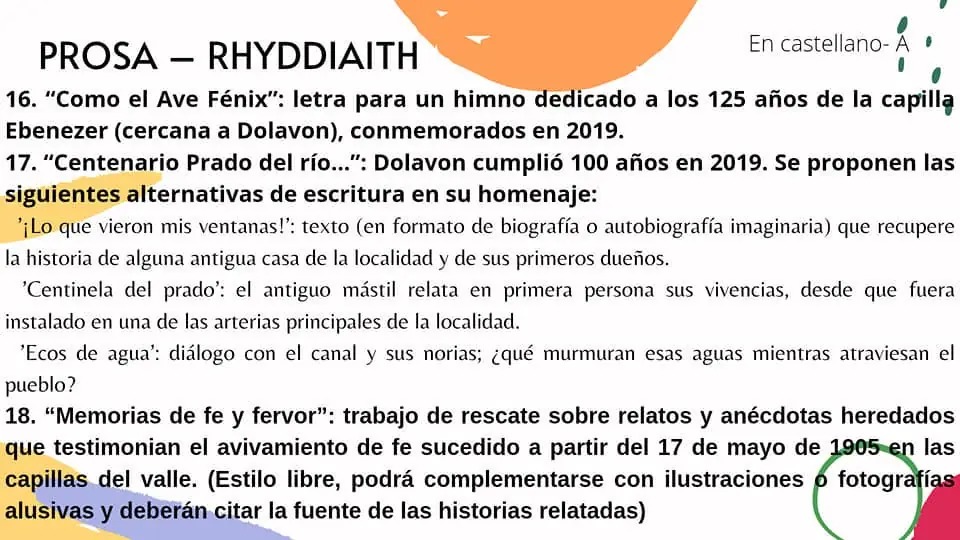 PROSA – RHYDDIAITH
En castellano- A
16. “Como el Ave Fénix”: letra para un himno dedicado a los 125 años de la capilla
Ebenezer (cercana a Dolavon), conmemorados en 2019.
17. “Centenario Prado del río...”: Dolavon cumplió 100 años en 2019. Se proponen las
siguientes alternativas de escritura en su homenaje:
’¡Lo que vieron mis ventanas!’: texto (en formato de biografía o autobiografía imaginaria) que recupere
la historia de alguna antigua casa de la localidad y de sus primeros dueños.
’Centinela del prado’: el antiguo mástil relata en primera persona sus vivencias, desde que fuera
instalado en una de las arterias principales de la localidad.
’Ecos de agua’: diálogo con el canal y sus norias; ¿qué murmuran esas aguas mientras atraviesan el
pueblo?
18. “Memorias de fe y fervor”: trabajo de rescate sobre relatos y anécdotas heredados
que testimonian el avivamiento de fe sucedido a partir del 17 de mayo de 1905 en las
capillas del valle. (Estilo libre, podrá complementarse con ilustraciones o fotografías
alusivas y deberán citar la fuente de las historias relatadas)